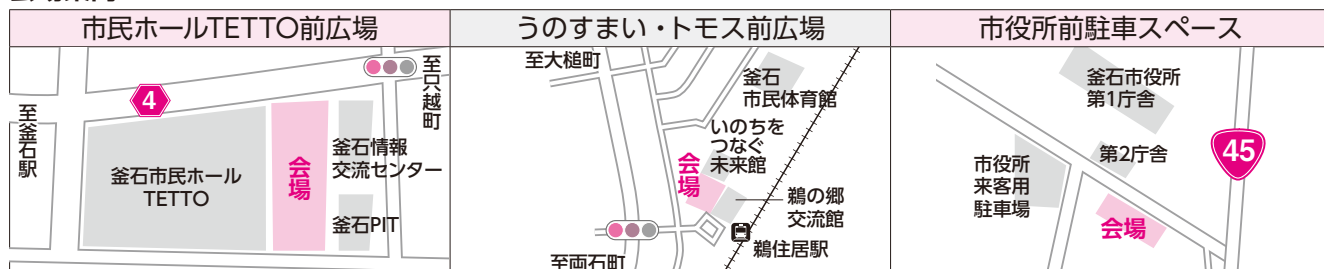 市民ホールTETTO前広場
至釜石駅
4
至只越町
釜石市民ホール
TETTO
会場
釜石情報
交流センター
釜石PIT
うのすまい・トモス前広場
至大槌町
釜石
市民体育館
いのちを
つなぐ
未来館
会場
鵜の郷
交流館
鵜住居駅
至両石町
市役所前駐車スペース
釜石市役所
第1庁舎
第2庁舎
45
市役所
来客用
駐車場
会場